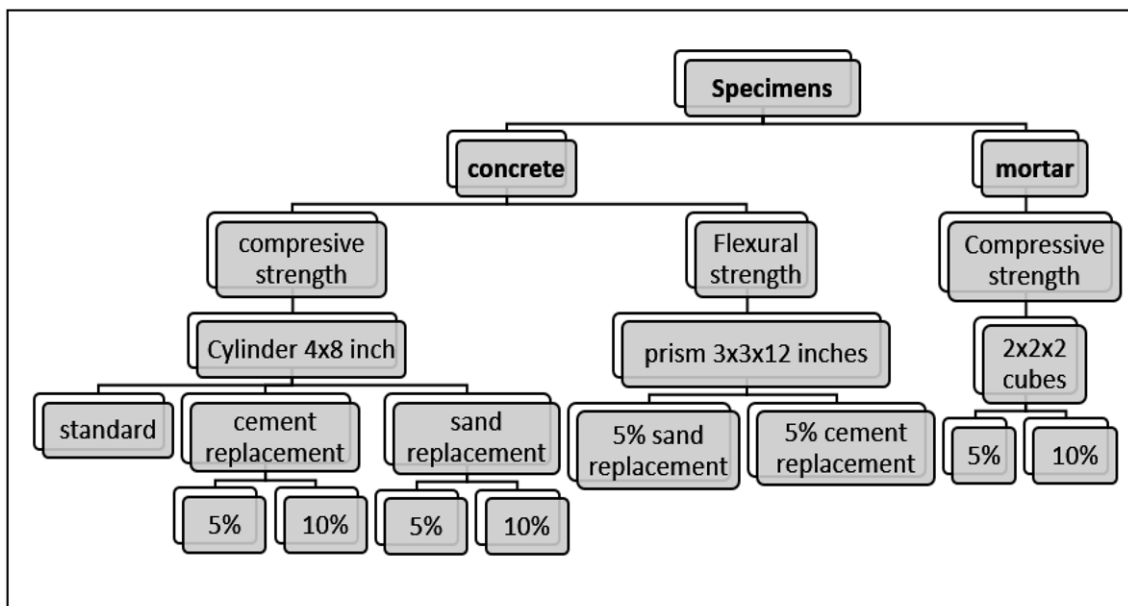 Specimens
concrete
mortar
compresive
strength
Flexural
strength
Compressive
strength
Cylinder 4x8 inch
prism 3x3x12 inches
2x2x2
cubes
standard
cement
replacement
sand
replacement
5% sand
replacement
5% cement
replacement
5%
10%
5%
10%
5%
10%